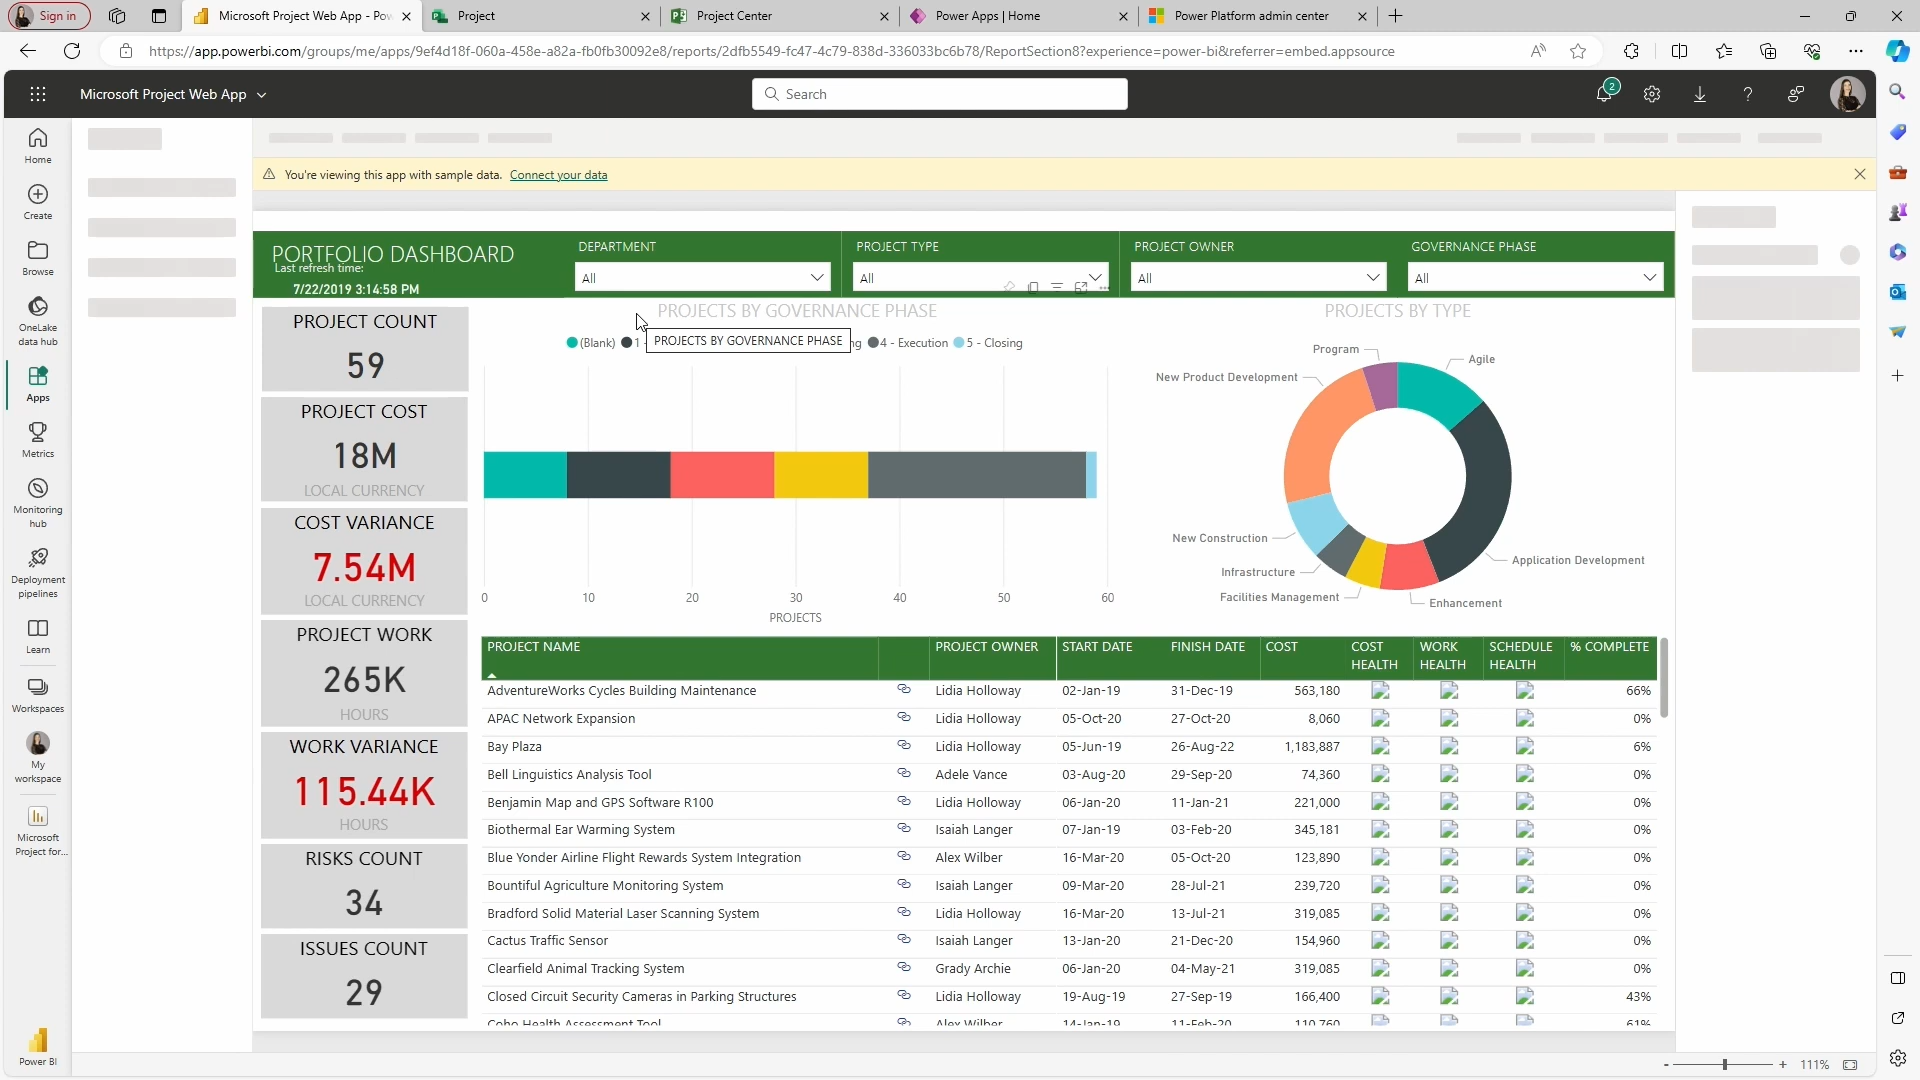 Sign in
Microsoft Project Web App - Pow
Project
Project Center
Power Apps | Home
Power Platform admin center
https://app.powerbi.com/groups/me/apps/9ef4d18f-060a-458e-a82a-fb0fb30092e8/reports/2dfb5549-fc47-4c79-838d-336033bc6b78/ReportSection8?experience=power-bi&referrer=embed.appsource
Microsoft Project Web App
Search
2
Home
Create
Browse
OneLake
data hub
Apps
Metrics
Monitoring
hub
Deployment
pipelines
Learn
Workspaces
My
workspace
Microsoft
Project for...
Power BI
You're viewing this app with sample data. Connect your data
PORTFOLIO DASHBOARD
Last refresh time:
7/22/2019 3:14:58 PM
DEPARTMENT
All
PROJECT TYPE
All
PROJECT OWNER
All
GOVERNANCE PHASE
All
PROJECT COUNT
59
PROJECT COST
18M
LOCAL CURRENCY
COST VARIANCE
7.54M
LOCAL CURRENCY
PROJECT WORK
265K
HOURS
WORK VARIANCE
115.44K
HOURS
RISKS COUNT
34
ISSUES COUNT
29
PROJECTS BY GOVERNANCE PHASE
(Blank) 1 - PROJECTS BY GOVERNANCE PHASE ng 4 - Execution 5 - Closing
0 10 20 30 40 50 60
PROJECTS
PROJECTS BY TYPE
Program
Agile
New Product Development
New Construction
Application Development
Infrastructure
Facilities Management
Enhancement
PROJECT NAME PROJECT OWNER START DATE FINISH DATE COST COST HEALTH WORK HEALTH SCHEDULE HEALTH % COMPLETE
AdventureWorks Cycles Building Maintenance Lidia Holloway 02-Jan-19 31-Dec-19 563,180 66%
APAC Network Expansion Lidia Holloway 05-Oct-20 27-Oct-20 8,060 0%
Bay Plaza Lidia Holloway 05-Jun-19 26-Aug-22 1,183,887 6%
Bell Linguistics Analysis Tool Adele Vance 03-Aug-20 29-Sep-20 74,360 0%
Benjamin Map and GPS Software R100 Lidia Holloway 06-Jan-20 11-Jan-21 221,000 0%
Biothermal Ear Warming System Isaiah Langer 07-Jan-19 03-Feb-20 345,181 0%
Blue Yonder Airline Flight Rewards System Integration Alex Wilber 16-Mar-20 05-Oct-20 123,890 0%
Bountiful Agriculture Monitoring System Isaiah Langer 09-Mar-20 28-Jul-21 239,720 0%
Bradford Solid Material Laser Scanning System Lidia Holloway 16-Mar-20 13-Jul-21 319,085 0%
Cactus Traffic Sensor Isaiah Langer 13-Jan-20 21-Dec-20 154,960 0%
Clearfield Animal Tracking System Grady Archie 06-Jan-20 04-May-21 319,085 0%
Closed Circuit Security Cameras in Parking Structures Lidia Holloway 19-Aug-19 27-Sep-19 166,400 43%
Coho Health Assessment Tool Alex Wilber 14-Jan-19 11-Feb-20 110,760 61%
111%